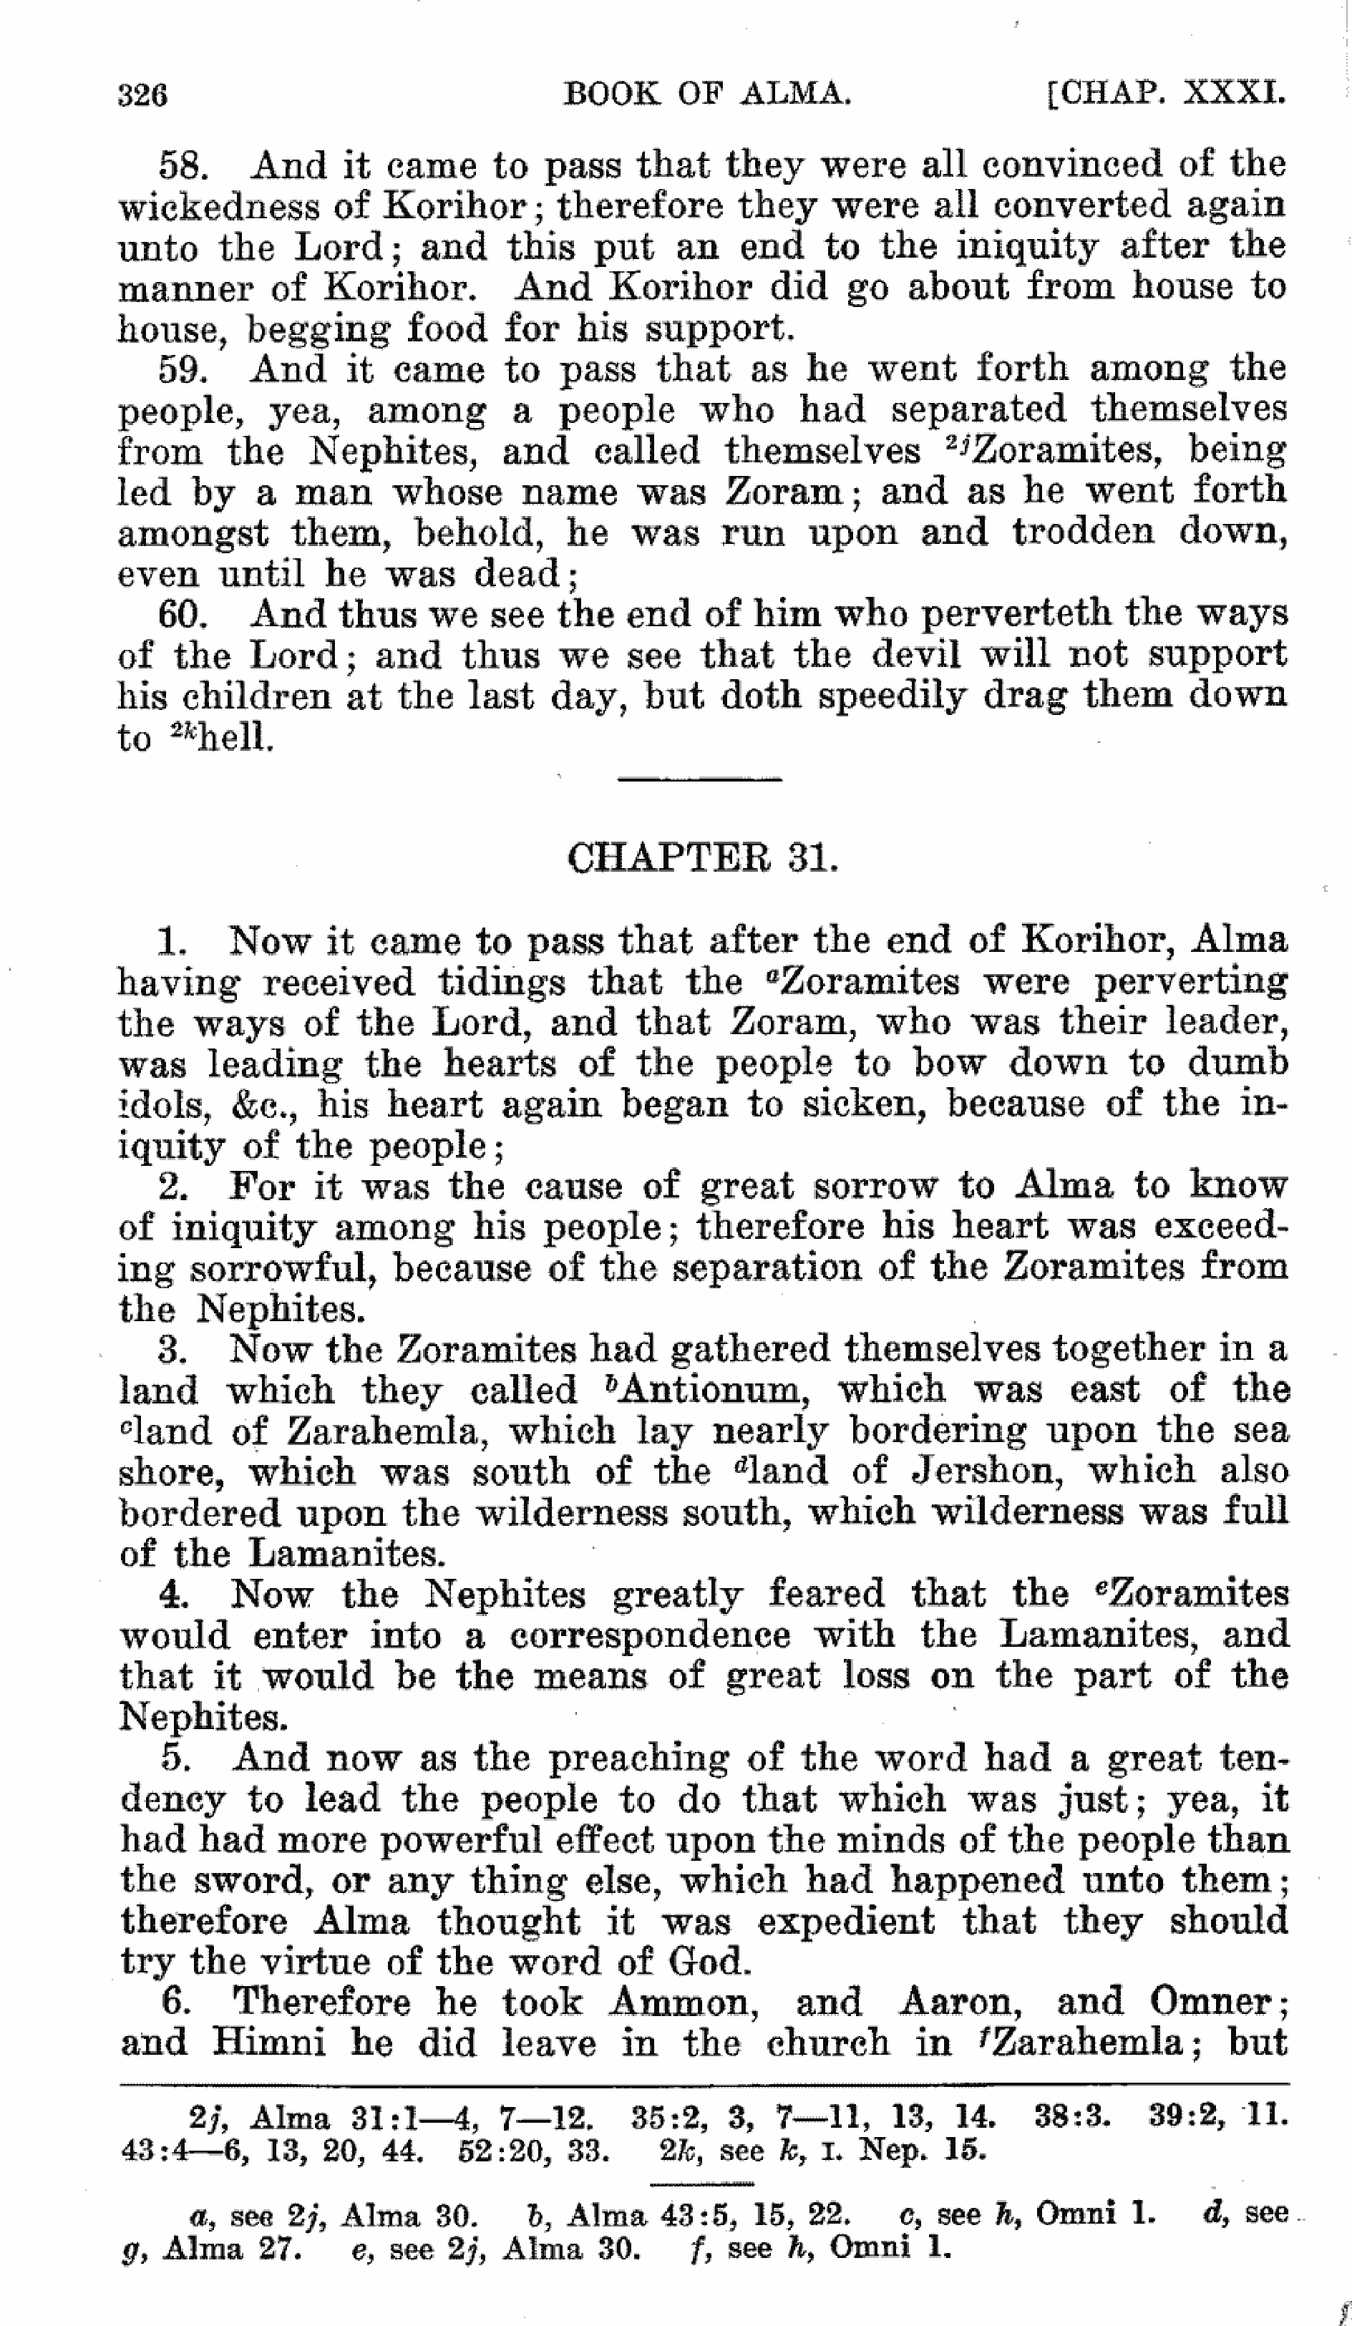 326 BOOK OF ALMA. [CHAP. XXXI.
58. And it came to pass that they were all convinced of the
wickedness of Korihor; therefore they were all converted again
unto the Lord; and this put an end to the iniquity after the
manner of Korihor. And Korihor did go about from house to
house, begging food for his support.
59. And it came to pass that as he went forth among the
people, yea, among a people who had separated themselves
from the Nephites, and called themselves 2jZoramites, being
led by a man whose name was Zoram; and as he went forth
amongst them, behold, he was run upon and trodden down,
even until he was dead;
60. And thus we see the end of him who perverteth the ways
of the Lord; and thus we see that the devil will not support
his children at the last day, but doth speedily drag them down
to 2khell.
CHAPTER 31.
1. Now it came to pass that after the end of Korihor, Alma
having received tidings that the aZoramites were perverting
the ways of the Lord, and that Zoram, who was their leader,
was leading the hearts of the people to bow down to dumb
idols, &c., his heart again began to sicken, because of the in-
iquity of the people;
2. For it was the cause of great sorrow to Alma to know
of iniquity among his people; therefore his heart was exceed-
ing sorrowful, because of the separation of the Zoramites from
the Nephites.
3. Now the Zoramites had gathered themselves together in a
land which they called bAntionum, which was east of the
cland of Zarahemla, which lay nearly bordering upon the sea
shore, which was south of the dland of Jershon, which also
bordered upon the wilderness south, which wilderness was full
of the Lamanites.
4. Now the Nephites greatly feared that the eZoramites
would enter into a correspondence with the Lamanites, and
that it would be the means of great loss on the part of the
Nephites.
5. And now as the preaching of the word had a great ten-
dency to lead the people to do that which was just; yea, it
had had more powerful effect upon the minds of the people than
the sword, or any thing else, which had happened unto them;
therefore Alma thought it was expedient that they should
try the virtue of the word of God.
6. Therefore he took Ammon, and Aaron, and Omner;
and Himni he did leave in the church in fZarahemla; but
2j, Alma 31:1—4, 7—12. 35:2, 3, 7—11, 13, 14. 38:3. 39:2, 11.
43:4—6, 13, 20, 44. 52:20, 33. 2k, see k, I. Nep. 15.
a, see 2j, Alma 30. b, Alma 43:5, 15, 22. c, see h, Omni 1. d, see
g, Alma 27. e, see 2j, Alma 30. f, see h, Omni 1.